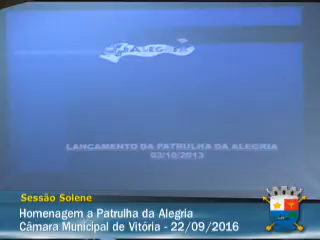 LANÇAMENTO DA PATRULHA DA ALEGRIA
03/10/2013
Sessão Solene
Homenagem a Patrulha da Alegria
Câmara Municipal de Vitória - 22/09/2016